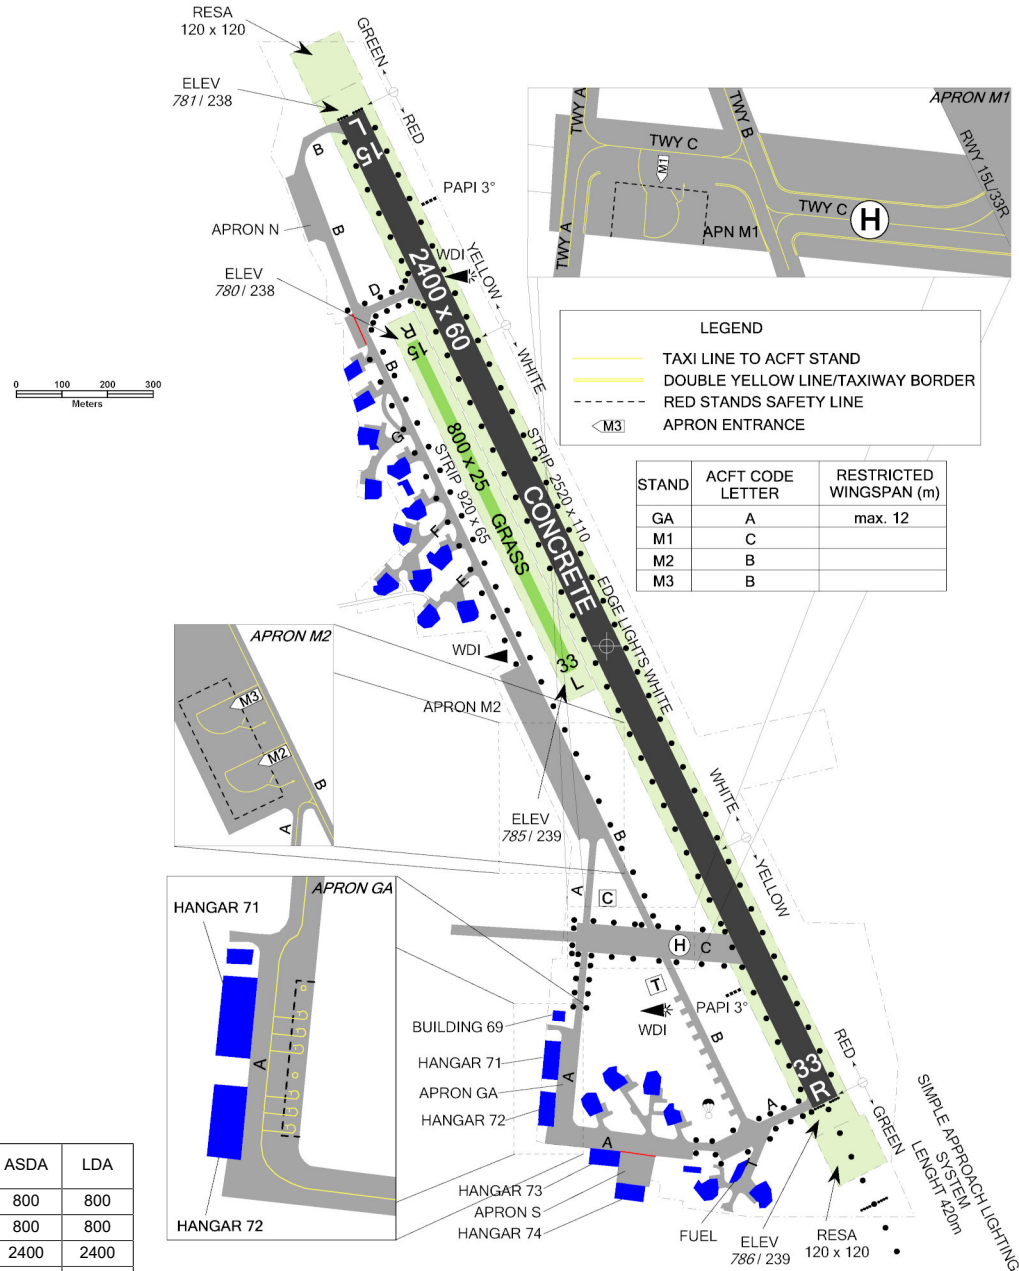 RESA
120 x 120
GREEN
RED
ELEV
781 / 238
15
L
B
PAPI 3°
B
APRON N
WDI
YELLOW
2400 x 60
ELEV
780 / 238
D
WHITE
15
R
B
0 100 200 300
Meters
G
800 x 25
STRIP 920 x 65
STRIP 2520 x 110
GRASS
CONCRETE
F
E
EDGE LIGHTS WHITE
WDI
33
L
APRON M2
ELEV
785 / 239
WHITE
YELLOW
B
A
C
H
C
T
PAPI 3°
WDI
B
BUILDING 69
HANGAR 71
APRON GA
A
HANGAR 72
A
A
33
R
RED
GREEN
SIMPLE APPROACH LIGHTING
SYSTEM
LENGHT 420m
HANGAR 73
APRON S
HANGAR 74
FUEL
I
ELEV
786 / 239
RESA
120 x 120
APRON M1
TWY A
TWY B
TWY C
M1
RWY 15L/33R
TWY C
H
APN M1
TWY A
LEGEND
TAXI LINE TO ACFT STAND
DOUBLE YELLOW LINE/TAXIWAY BORDER
RED STANDS SAFETY LINE
M3 APRON ENTRANCE
STAND ACFT CODE LETTER RESTRICTED WINGSPAN (m)
GA A max. 12
M1 C
M2 B
M3 B
APRON M2
M3
M2
B
A
APRON GA
HANGAR 71
A
A
HANGAR 72
ASDA LDA
800 800
800 800
2400 2400